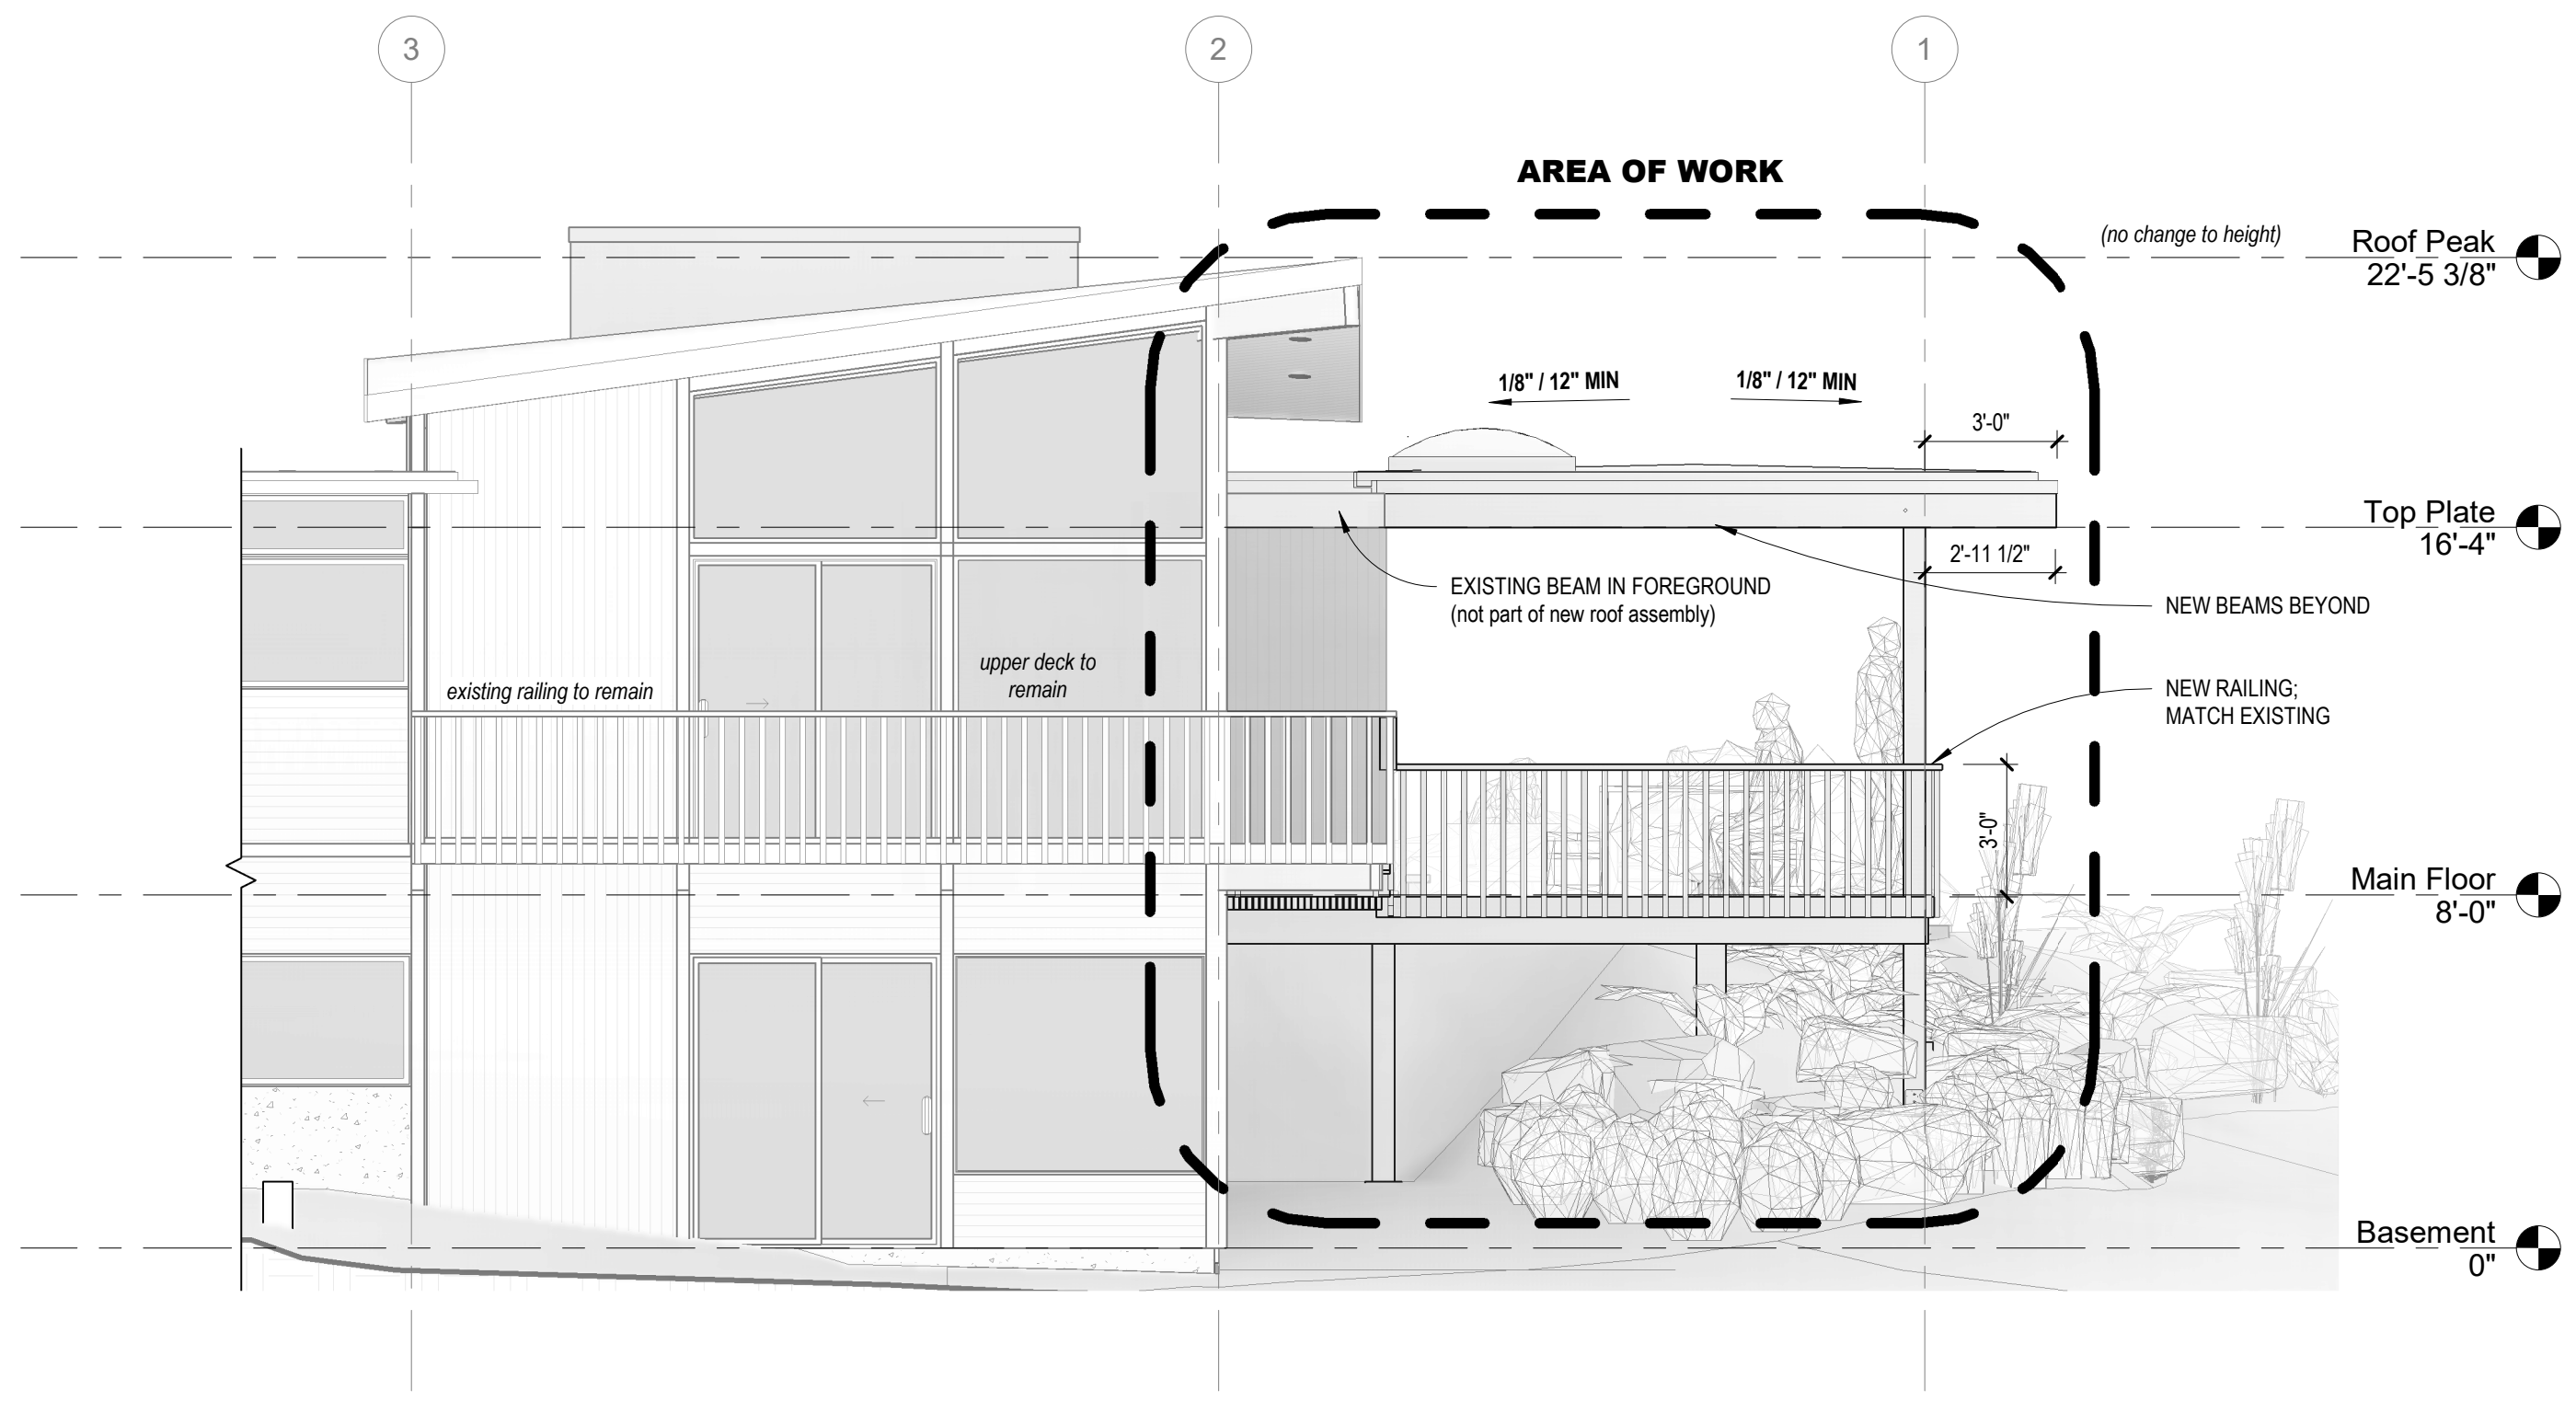 3
2
1
AREA OF WORK
(no change to height)
Roof Peak
22'-5 3/8"
1/8" / 12" MIN
1/8" / 12" MIN
3'-0"
Top Plate
16'-4"
2'-11 1/2"
EXISTING BEAM IN FOREGROUND
(not part of new roof assembly)
NEW BEAMS BEYOND
upper deck to
remain
existing railing to remain
NEW RAILING;
MATCH EXISTING
3'-0"
Main Floor
8'-0"
Basement
0"